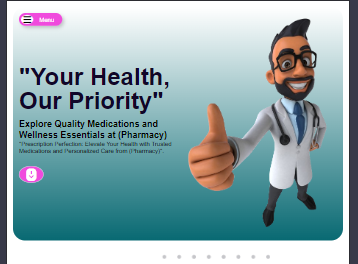 Menu
"Your Health,
Our Priority"
Explore Quality Medications and
Wellness Essentials at (Pharmacy)
"Prescription Perfection: Elevate Your Health with Trusted
Medications and Personalized Care from (Pharmacy)".